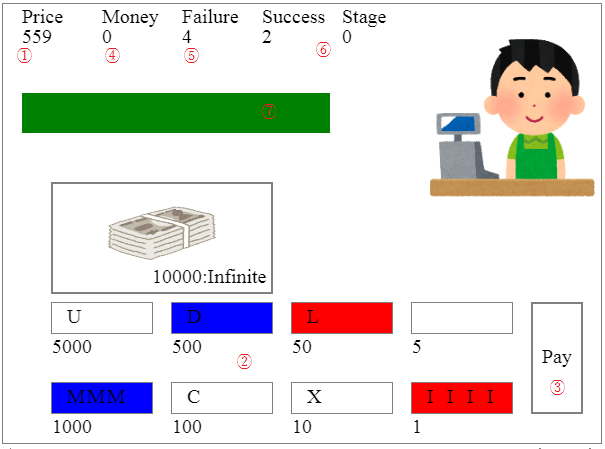 Price Money Failure Success Stage
559 0 4 2 0
① ④ ⑤ ⑥
⑦
10000:Infinite
U D L
5000 500 50 5
②
Pay
③
MMM C X I I I I
1000 100 10 1